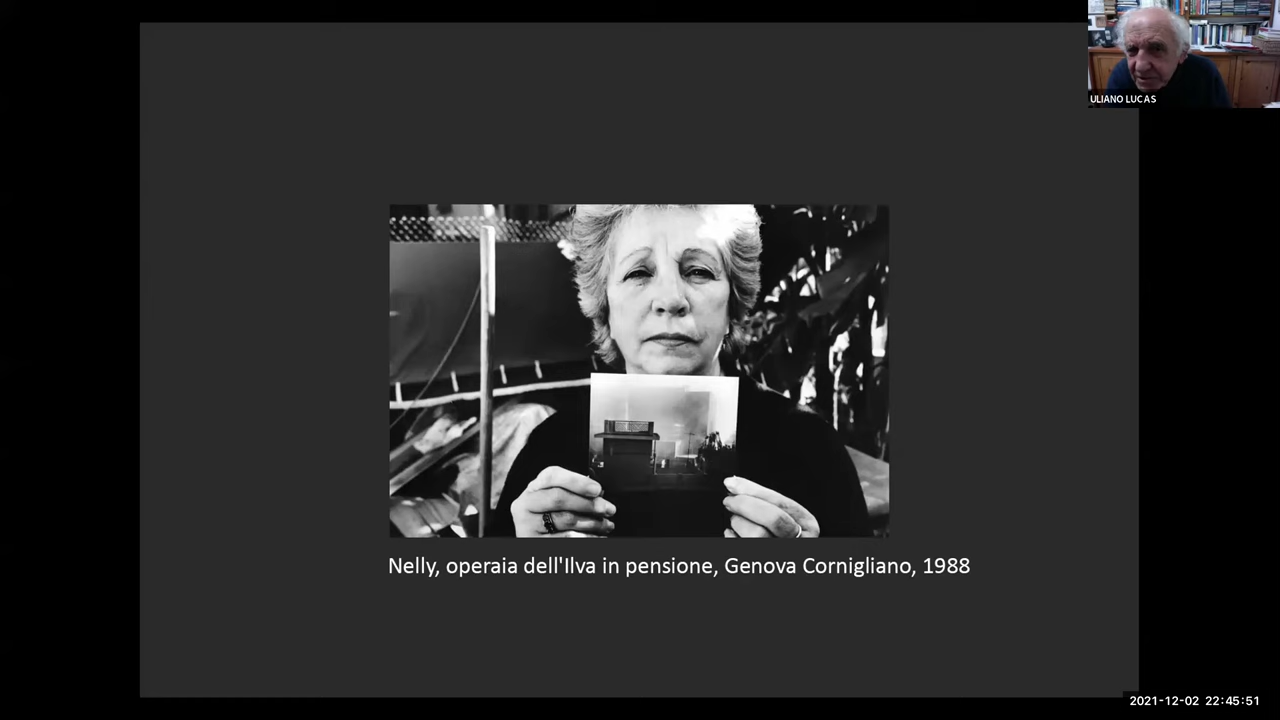 ULIANO LUCAS
Nelly, operaia dell'Ilva in pensione, Genova Cornigliano, 1988
2021-12-02 22:45:51